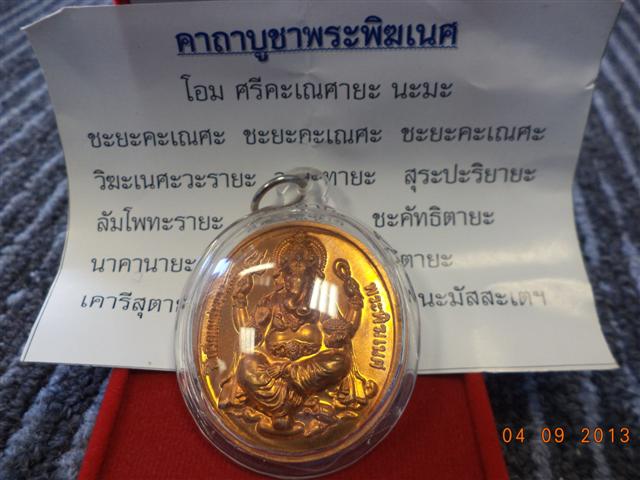 คาถาบูชาพระพิฆเนศ
โอม ศรีคะเณศายะ นะมะ
ชะยะคะเณศะ ชะยะคะเณศะ ชะยะคะเณศะ
วิฆะเนศะวะรายะ สุระปะริยายะ
ลัมโพทะรายะ ชะคัทธิตายะ
นาคานายะ
เคารีสุตา นะมัสสะเตฯ
พระพิฆเนศ
04 09 2013